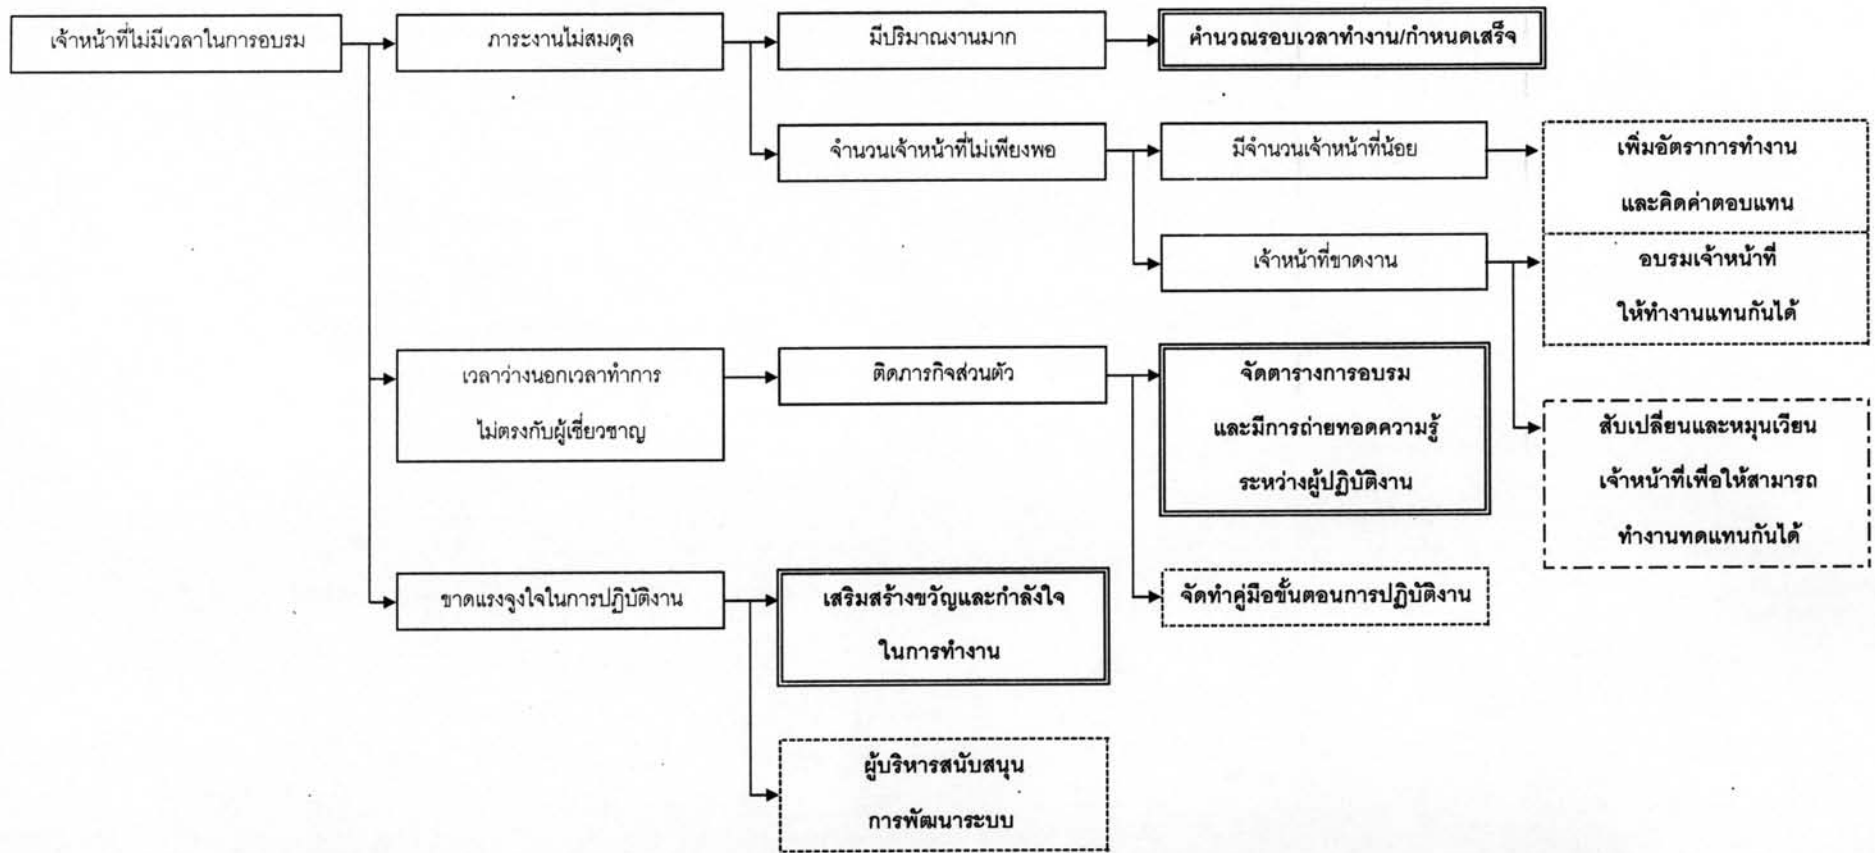 เจ้าหน้าที่ไม่มีเวลาในการอบรม
ภาระงานไม่สมดุล
มีปริมาณงานมาก
คำนวณรอบเวลาทำงาน/กำหนดเสร็จ
จำนวนเจ้าหน้าที่ไม่เพียงพอ
มีจำนวนเจ้าหน้าที่น้อย
เพิ่มอัตราการทำงาน
และคิดค่าตอบแทน
เจ้าหน้าที่ขาดงาน
อบรมเจ้าหน้าที่
ให้ทำงานแทนกันได้
สับเปลี่ยนและหมุนเวียน
เจ้าหน้าที่เพื่อให้สามารถ
ทำงานทดแทนกันได้
เวลาว่างนอกเวลาทำการ
ไม่ตรงกับผู้เชี่ยวชาญ
ติดภารกิจส่วนตัว
จัดตารางการอบรม
และมีการถ่ายทอดความรู้
ระหว่างผู้ปฏิบัติงาน
จัดทำคู่มือขั้นตอนการปฏิบัติงาน
ขาดแรงจูงใจในการปฏิบัติงาน
เสริมสร้างขวัญและกำลังใจ
ในการทำงาน
ผู้บริหารสนับสนุน
การพัฒนาระบบ